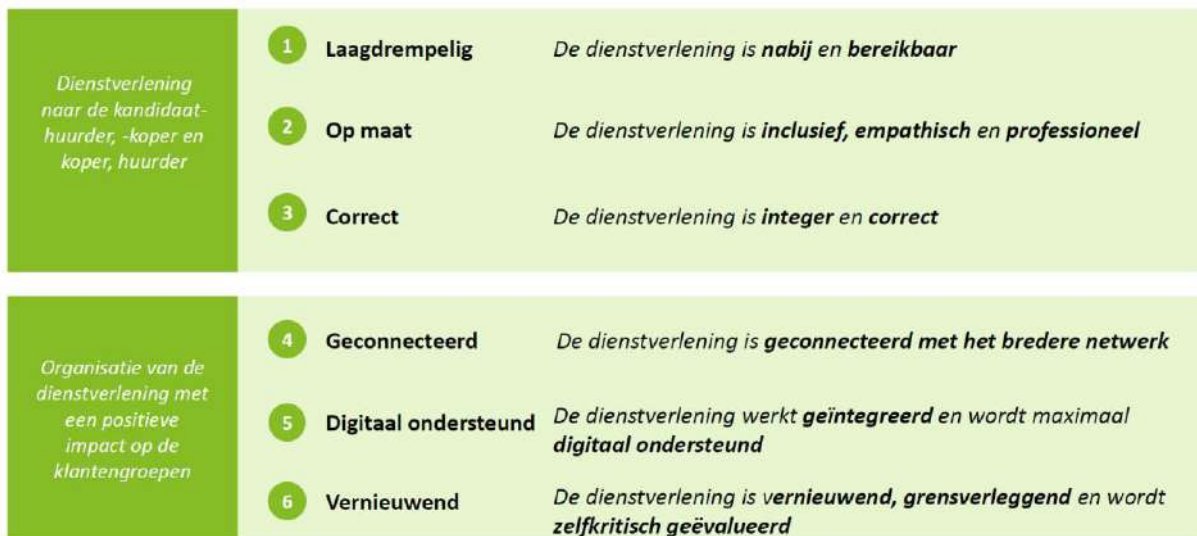 Dienstverlening
naar de kandidaat-
huurder, -koper en
koper, huurder
1 Laagdrempelig De dienstverlening is nabij en bereikbaar
2 Op maat De dienstverlening is inclusief, empathisch en professioneel
3 Correct De dienstverlening is integer en correct
Organisatie van de
dienstverlening met
een positieve
impact op de
klantengroepen
4 Geconnecteerd De dienstverlening is geconnecteerd met het bredere netwerk
5 Digitaal ondersteund De dienstverlening werkt geïntegreerd en wordt maximaal
digitaal ondersteund
6 Vernieuwend De dienstverlening is vernieuwend, grensverleggend en wordt
zelfkritisch geëvalueerd